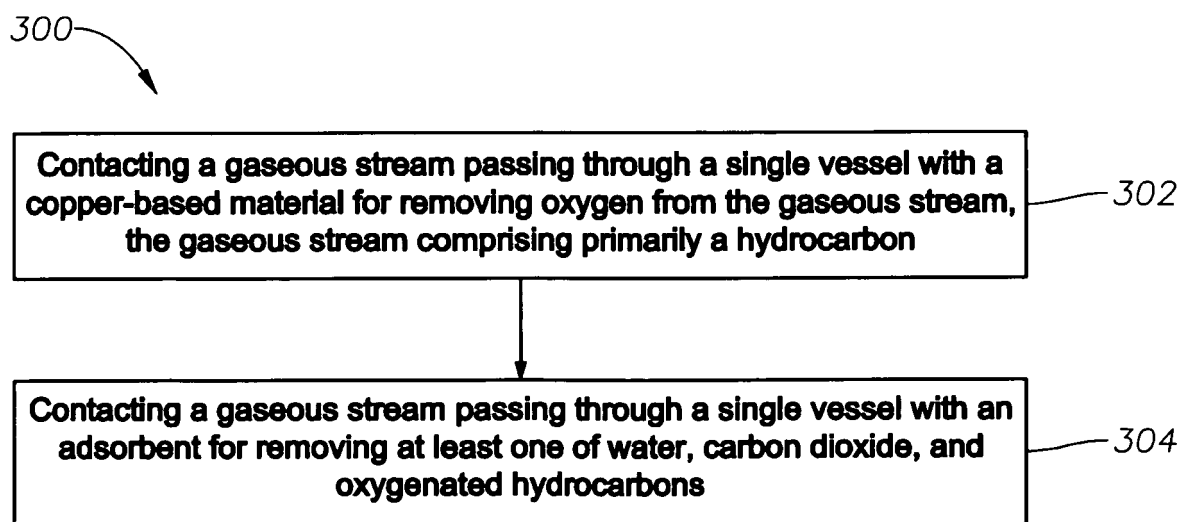 300
Contacting a gaseous stream passing through a single vessel with a
copper-based material for removing oxygen from the gaseous stream,
the gaseous stream comprising primarily a hydrocarbon
302
Contacting a gaseous stream passing through a single vessel with an
adsorbent for removing at least one of water, carbon dioxide, and
oxygenated hydrocarbons
304